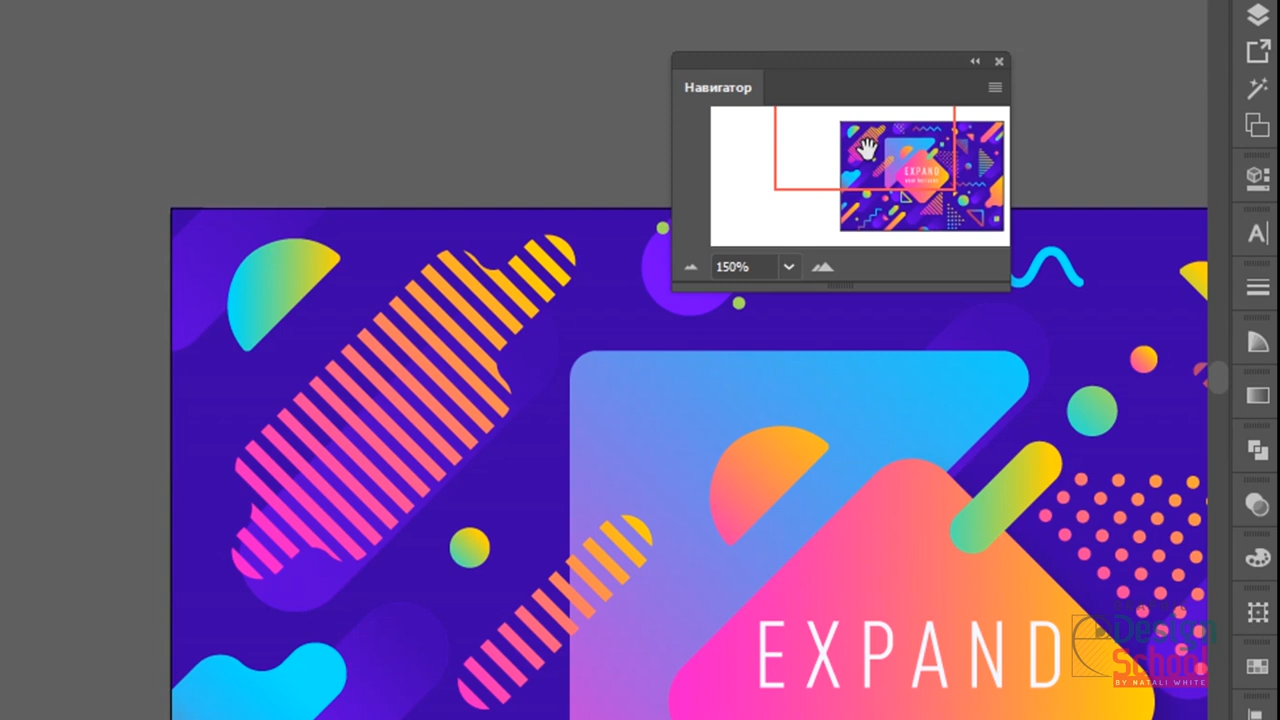 Навигатор
EXPAND
150%
EXPAND
Design
School
BY NATALI WHITE